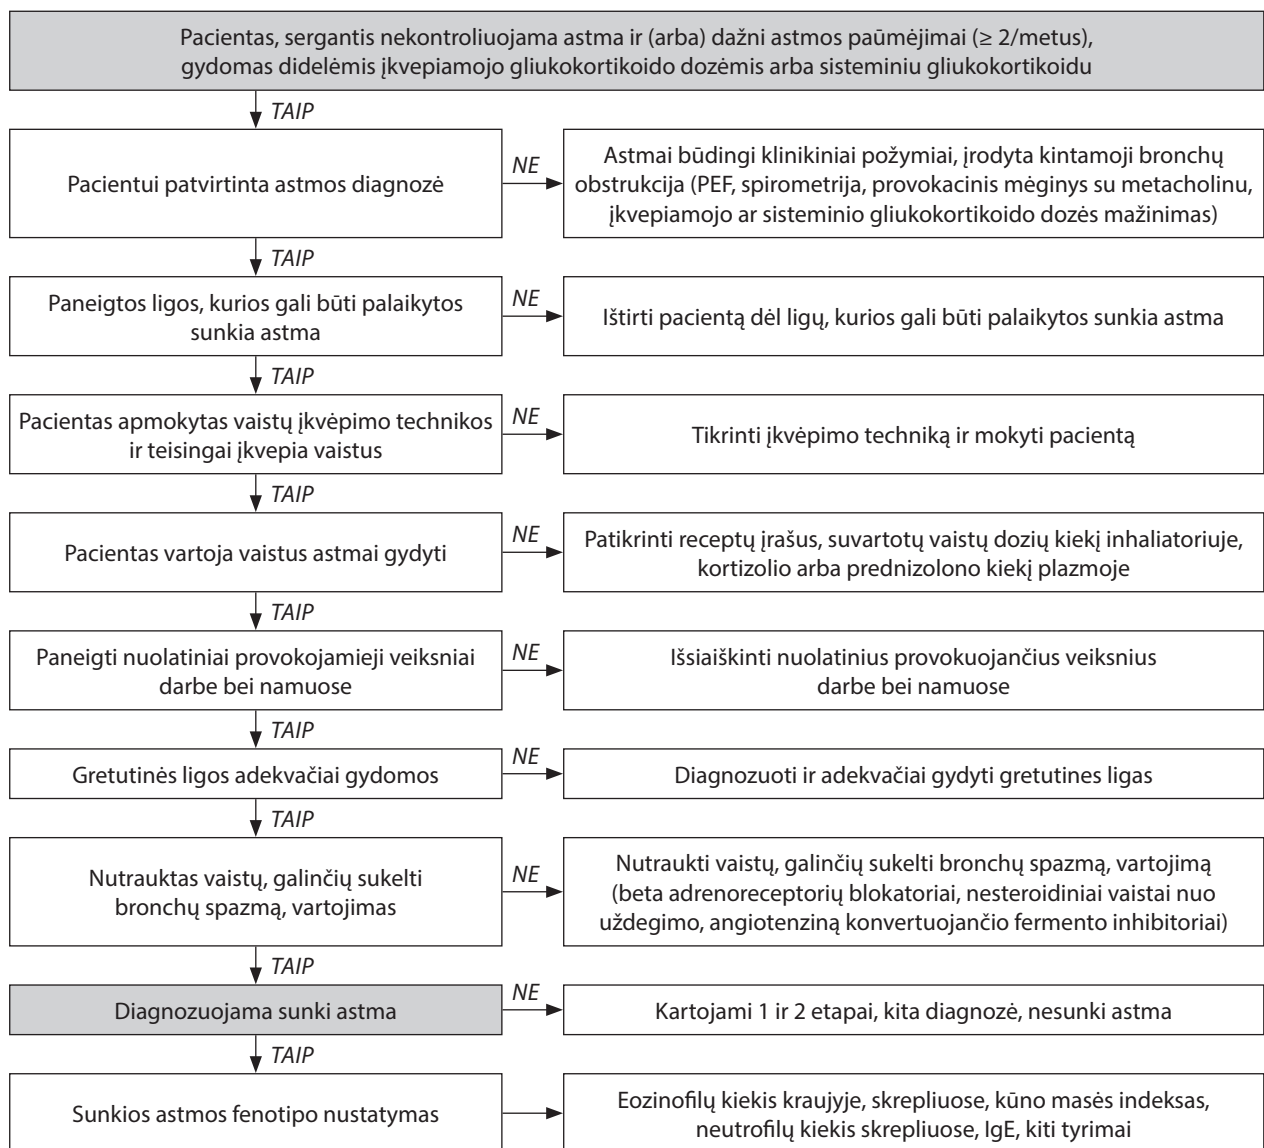 Pacientas, sergantis nekontroliuojama astma ir (arba) dažni astmos paūmėjimai (≥ 2/metus),
gydomas didelėmis įkvepiamojo gliukokortikoido dozėmis arba sisteminiu gliukokortikoidu
TAIP
Pacientui patvirtinta astmos diagnozė
NE
Astmai būdingi klinikiniai požymiai, įrodyta kintamoji bronchų
obstrukcija (PEF, spirometrija, provokacinis mėginys su metacholinu,
įkvepiamojo ar sisteminio gliukokortikoido dozės mažinimas)
TAIP
Paneigtos ligos, kurios gali būti palaikytos
sunkia astma
NE
Ištirti pacientą dėl ligų, kurios gali būti palaikytos sunkia astma
TAIP
Pacientas apmokytas vaistų įkvėpimo technikos
ir teisingai įkvepia vaistus
NE
Tikrinti įkvėpimo techniką ir mokyti pacientą
TAIP
Pacientas vartoja vaistus astmai gydyti
NE
Patikrinti receptų įrašus, suvartotų vaistų dozių kiekį inhaliatoriuje,
kortizolio arba prednizolono kiekį plazmoje
TAIP
Paneigti nuolatiniai provokojamieji veiksniai
darbe bei namuose
NE
Išsiaiškinti nuolatinius provokuojančius veiksnius
darbe bei namuose
TAIP
Gretutinės ligos adekvačiai gydomos
NE
Diagnozuoti ir adekvačiai gydyti gretutines ligas
TAIP
Nutrauktas vaistų, galinčių sukelti
bronchų spazmą, vartojimas
NE
Nutraukti vaistų, galinčių sukelti bronchų spazmą, vartojimą
(beta adrenoreceptorių blokatoriai, nesteroidiniai vaistai nuo
uždegimo, angiotenziną konvertuojančio fermento inhibitoriai)
TAIP
Diagnozuojama sunki astma
NE
Kartojami 1 ir 2 etapai, kita diagnozė, nesunki astma
TAIP
Sunkios astmos fenotipo nustatymas
Eozinofilų kiekis kraujyje, skrepliuose, kūno masės indeksas,
neutrofilų kiekis skrepliuose, IgE, kiti tyrimai